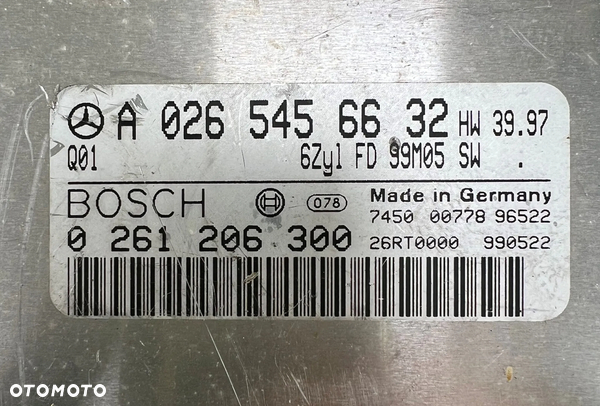 A 026 545 66 32 HW 39.97
Q01 6Zyl FD 99M05 SW .
BOSCH 078 Made in Germany
7450 00778 96522
0 261 206 300 26RT0000 990522
OTOMOTO